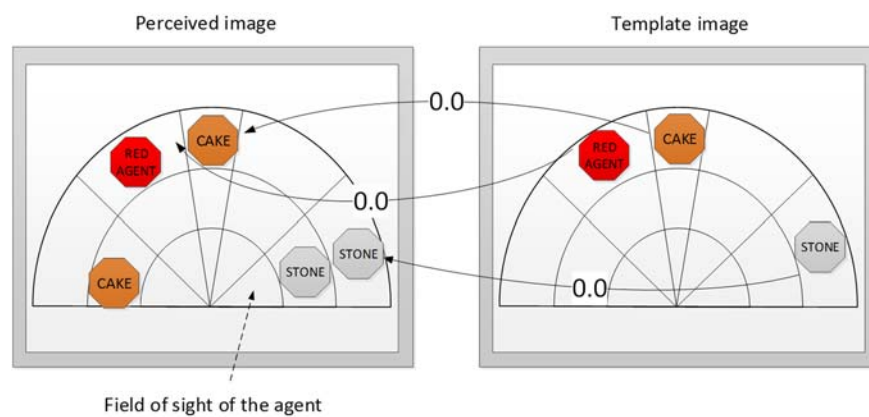 Perceived image
Template image
CAKE
0.0
CAKE
RED
AGENT
RED
AGENT
0.0
STONE
STONE
STONE
CAKE
0.0
Field of sight of the agent